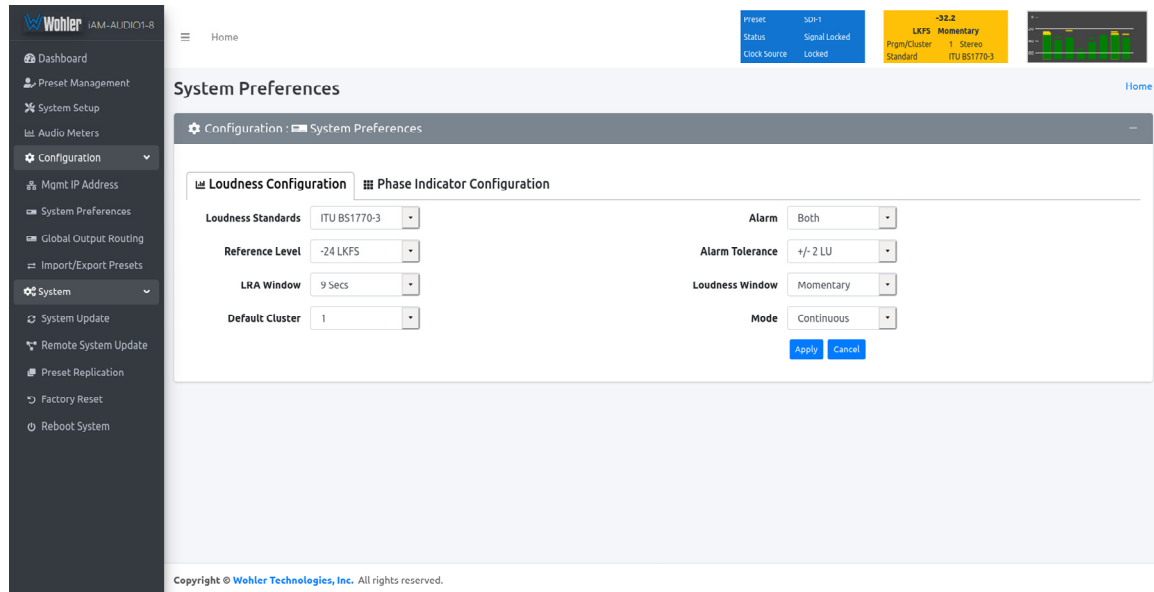 Wohler iAM-AUDIO1-8
Dashboard
Preset Management
System Setup
Audio Meters
Configuration
Mgmt IP Address
System Preferences
Global Output Routing
Import/Export Presets
System
System Update
Remote System Update
Preset Replication
Factory Reset
Reboot System
Home
Preset SDI-1
Status Signal Locked
Clock Source Locked
-32.2
LKFS Momentary
Prgm/Cluster 1 Stereo
Standard ITU BS1770-3
System Preferences
Home
Configuration : System Preferences
Loudness Configuration Phase Indicator Configuration
Loudness Standards ITU BS1770-3 Alarm Both
Reference Level -24 LKFS Alarm Tolerance +/- 2 LU
LRA Window 9 Secs Loudness Window Momentary
Default Cluster 1 Mode Continuous
Apply Cancel
Copyright © Wohler Technologies, Inc. All rights reserved.